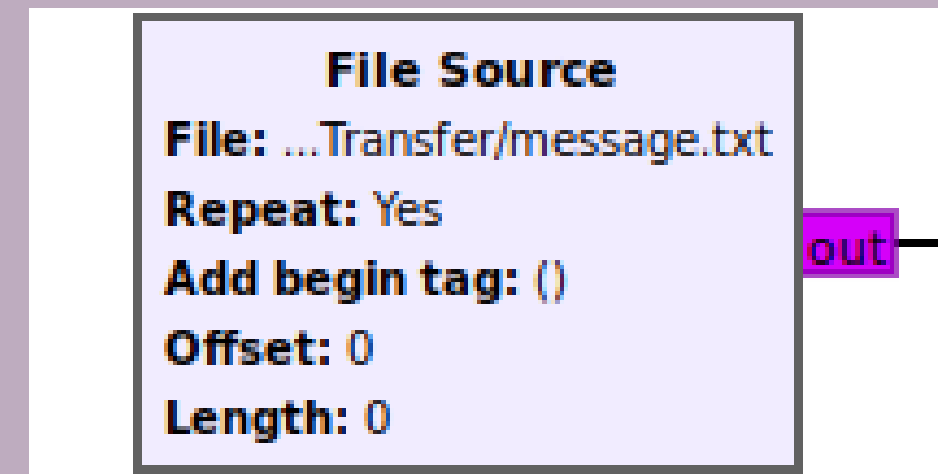 File Source
File: ...Transfer/message.txt
Repeat: Yes
Add begin tag: ()
Offset: 0
Length: 0
out